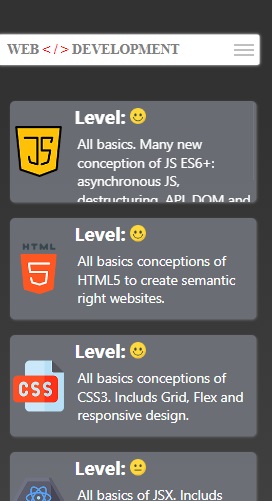 WEB < / > DEVELOPMENT
Level: 🙂
All basics. Many new
conception of JS ES6+:
asynchronous JS,
destructuring, API, DOM and
JS
Level: 🙂
All basics conceptions of
HTML5 to create semantic
right websites.
HTML
5
Level: 🙂
All basics conceptions of
CSS3. Includs Grid, Flex and
responsive design.
CSS
Level: 😐
All basics of JSX. Includs